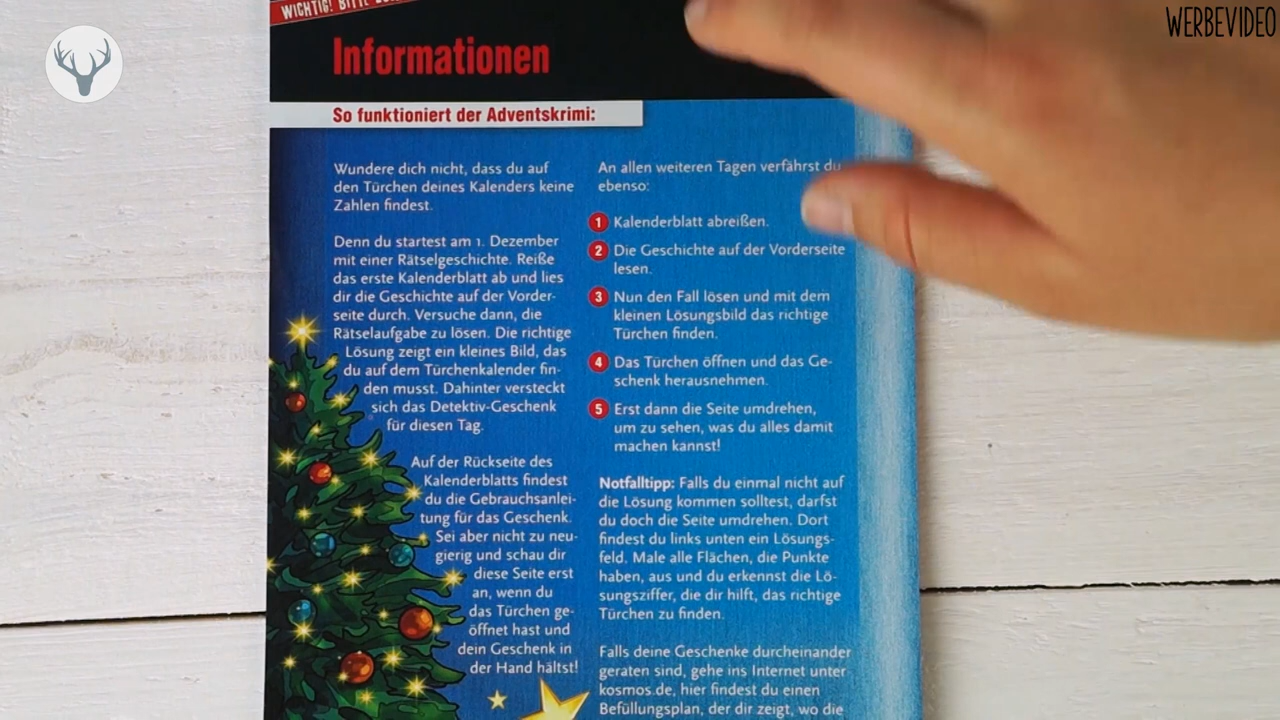 WERBEVIDEO
WICHTIG! BITTE
Informationen
So funktioniert der Adventskrimi:
Wundere dich nicht, dass du auf
den Türchen deines Kalenders keine
Zahlen findest.
Denn du startest am 1. Dezember
mit einer Rätselgeschichte. Reiße
das erste Kalenderblatt ab und lies
dir die Geschichte auf der Vorder-
seite durch. Versuche dann, die
Rätselaufgabe zu lösen. Die richtige
Lösung zeigt ein kleines Bild, das
du auf dem Türchenkalender fin-
den musst. Dahinter versteckt
sich das Detektiv-Geschenk
für diesen Tag.
Auf der Rückseite des
Kalenderblatts findest
du die Gebrauchsanlei-
tung für das Geschenk.
Sei aber nicht zu neu-
gierig und schau dir
diese Seite erst
an, wenn du
das Türchen ge-
öffnet hast und
dein Geschenk in
der Hand hältst!
An allen weiteren Tagen verfährst du
ebenso:
1 Kalenderblatt abreißen.
2 Die Geschichte auf der Vorderseite
lesen.
3 Nun den Fall lösen und mit dem
kleinen Lösungsbild das richtige
Türchen finden.
4 Das Türchen öffnen und das Ge-
schenk herausnehmen.
5 Erst dann die Seite umdrehen,
um zu sehen, was du alles damit
machen kannst!
Notfalltipp: Falls du einmal nicht auf
die Lösung kommen solltest, darfst
du doch die Seite umdrehen. Dort
findest du links unten ein Lösungs-
feld. Male alle Flächen, die Punkte
haben, aus und du erkennst die Lö-
sungsziffer, die dir hilft, das richtige
Türchen zu finden.
Falls deine Geschenke durcheinander
geraten sind, gehe ins Internet unter
kosmos.de, hier findest du einen
Befüllungsplan, der dir zeigt, wo die